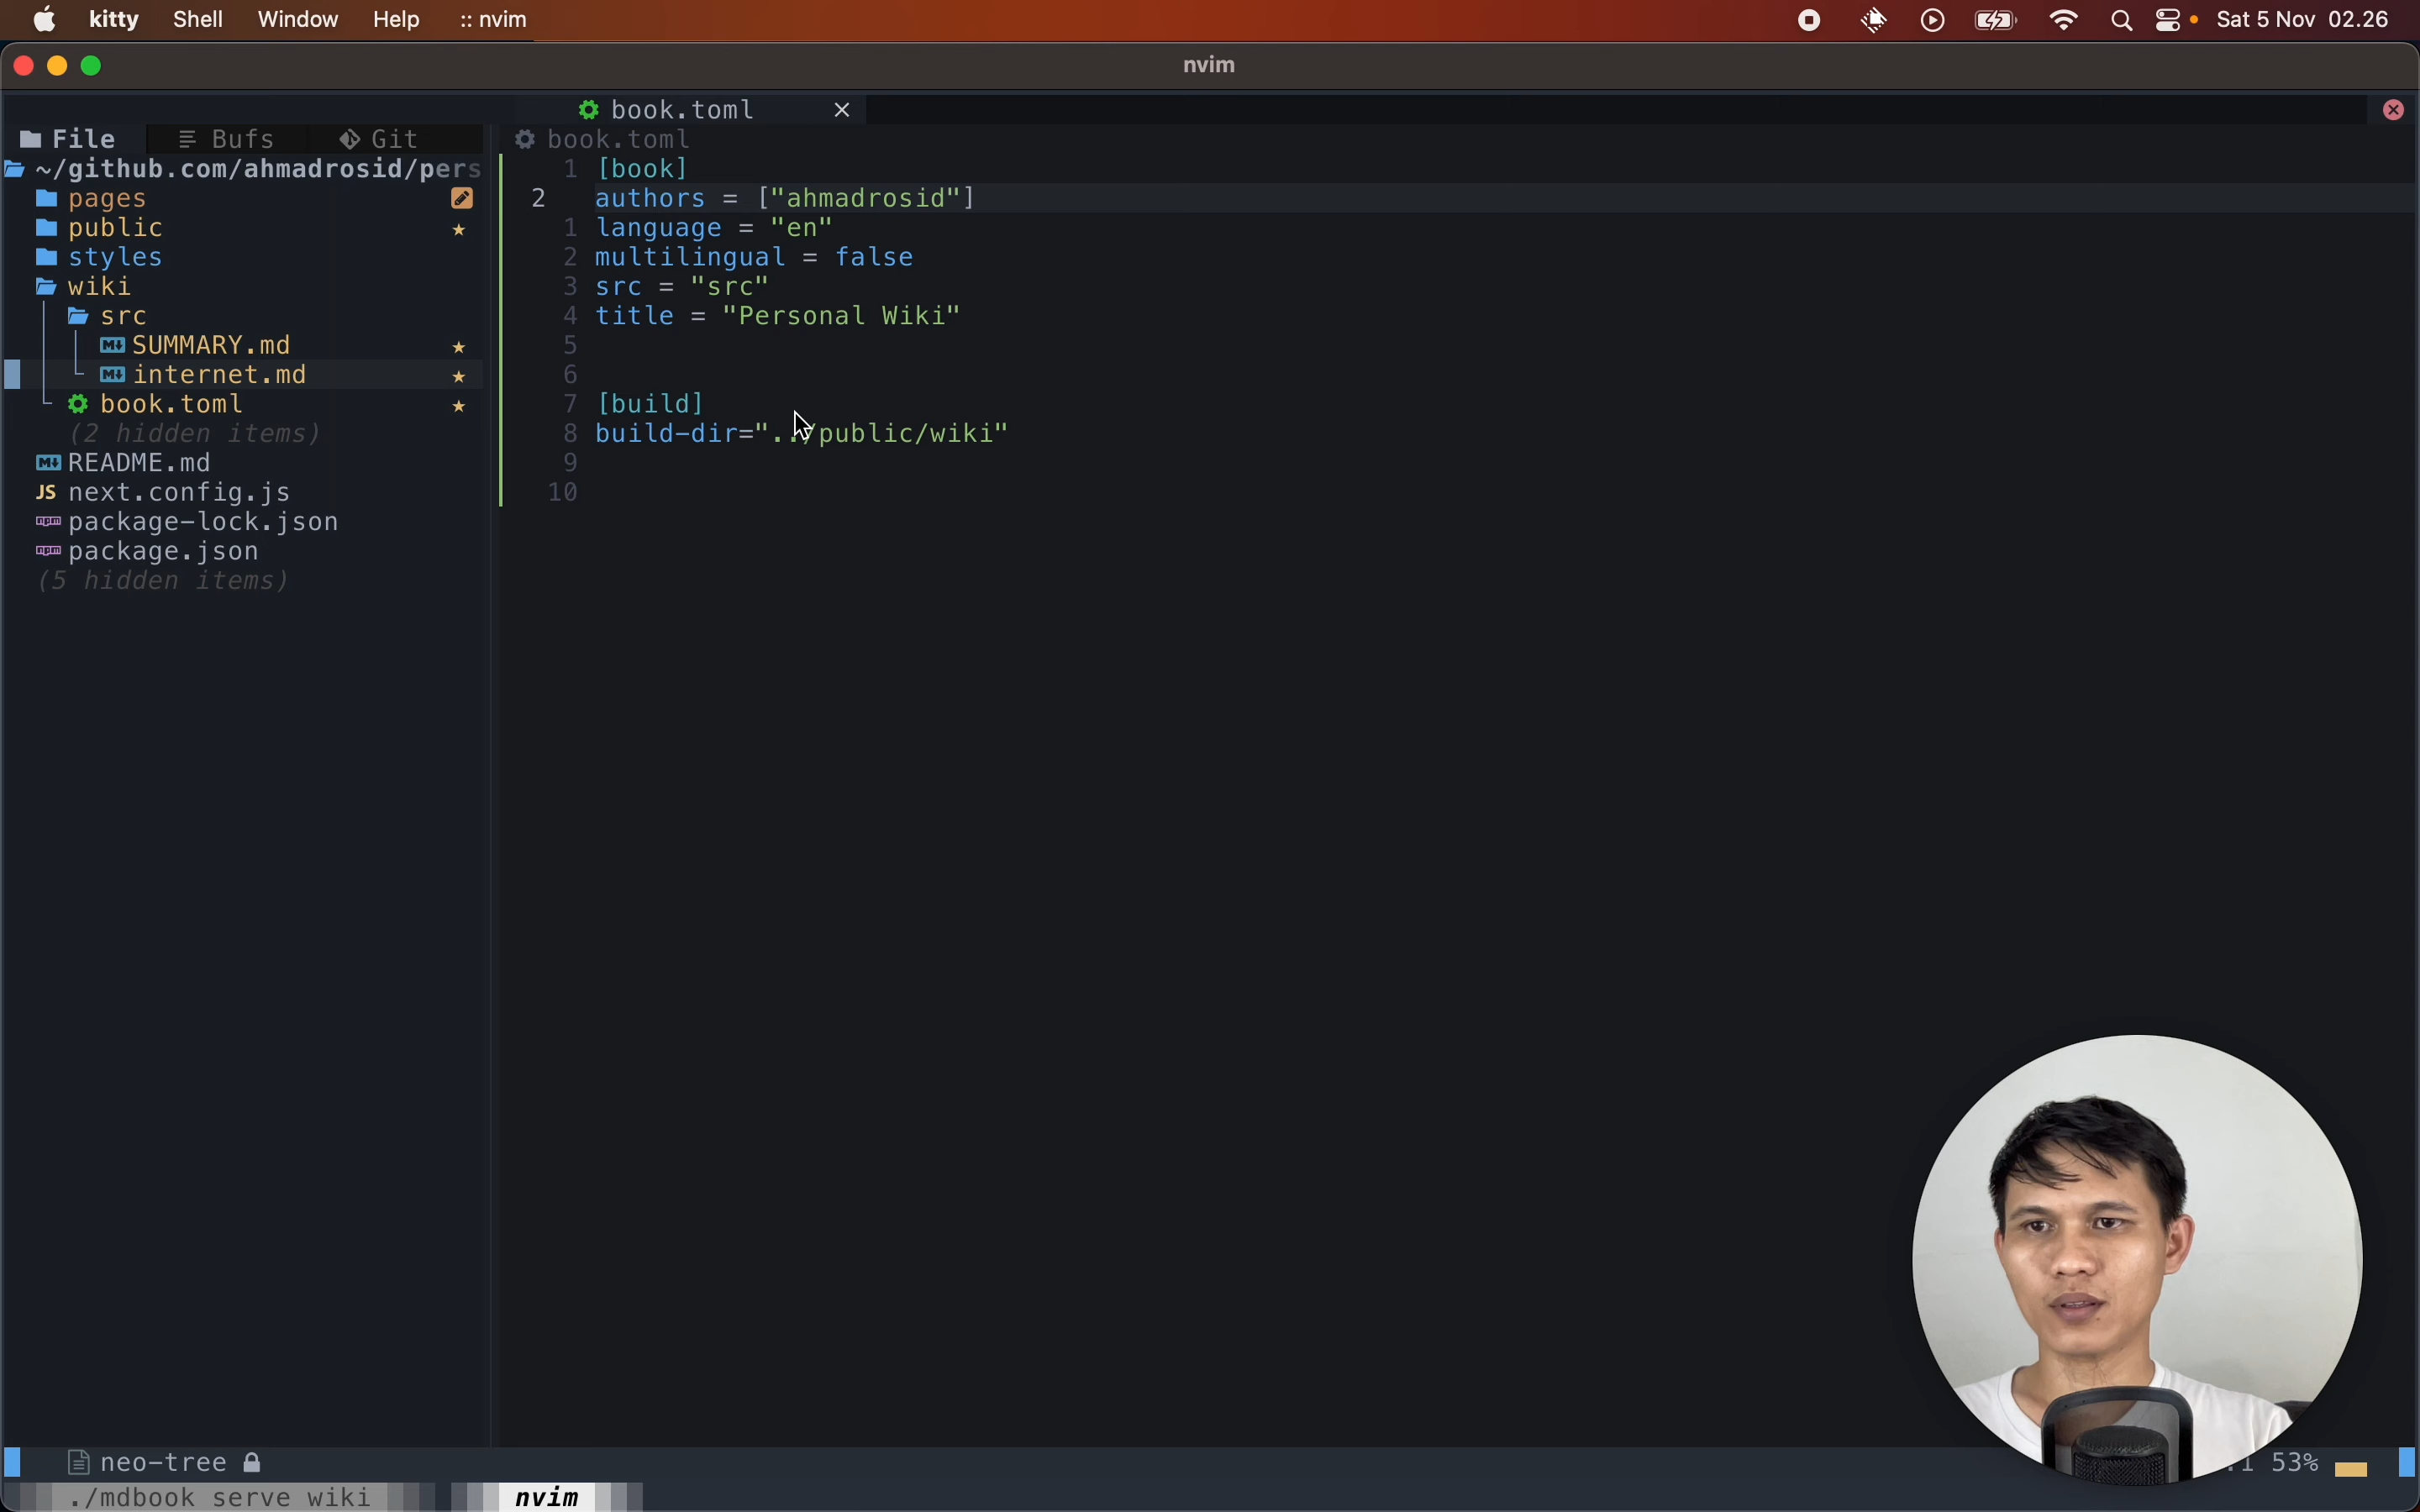 kitty Shell Window Help :: nvim Sat 5 Nov 02.26
nvim
book.toml
File Bufs Git
book.toml
~/github.com/ahmadrosid/pers
pages
public
styles
wiki
src
SUMMARY.md
internet.md
book.toml
(2 hidden items)
README.md
JS next.config.js
package-lock.json
package.json
(5 hidden items)
1 [book]
2 authors = ["ahmadrosid"]
1 language = "en"
2 multilingual = false
3 src = "src"
4 title = "Personal Wiki"
5
6
7 [build]
8 build-dir="../public/wiki"
9
10
neo-tree 53%
./mdbook serve wiki nvim